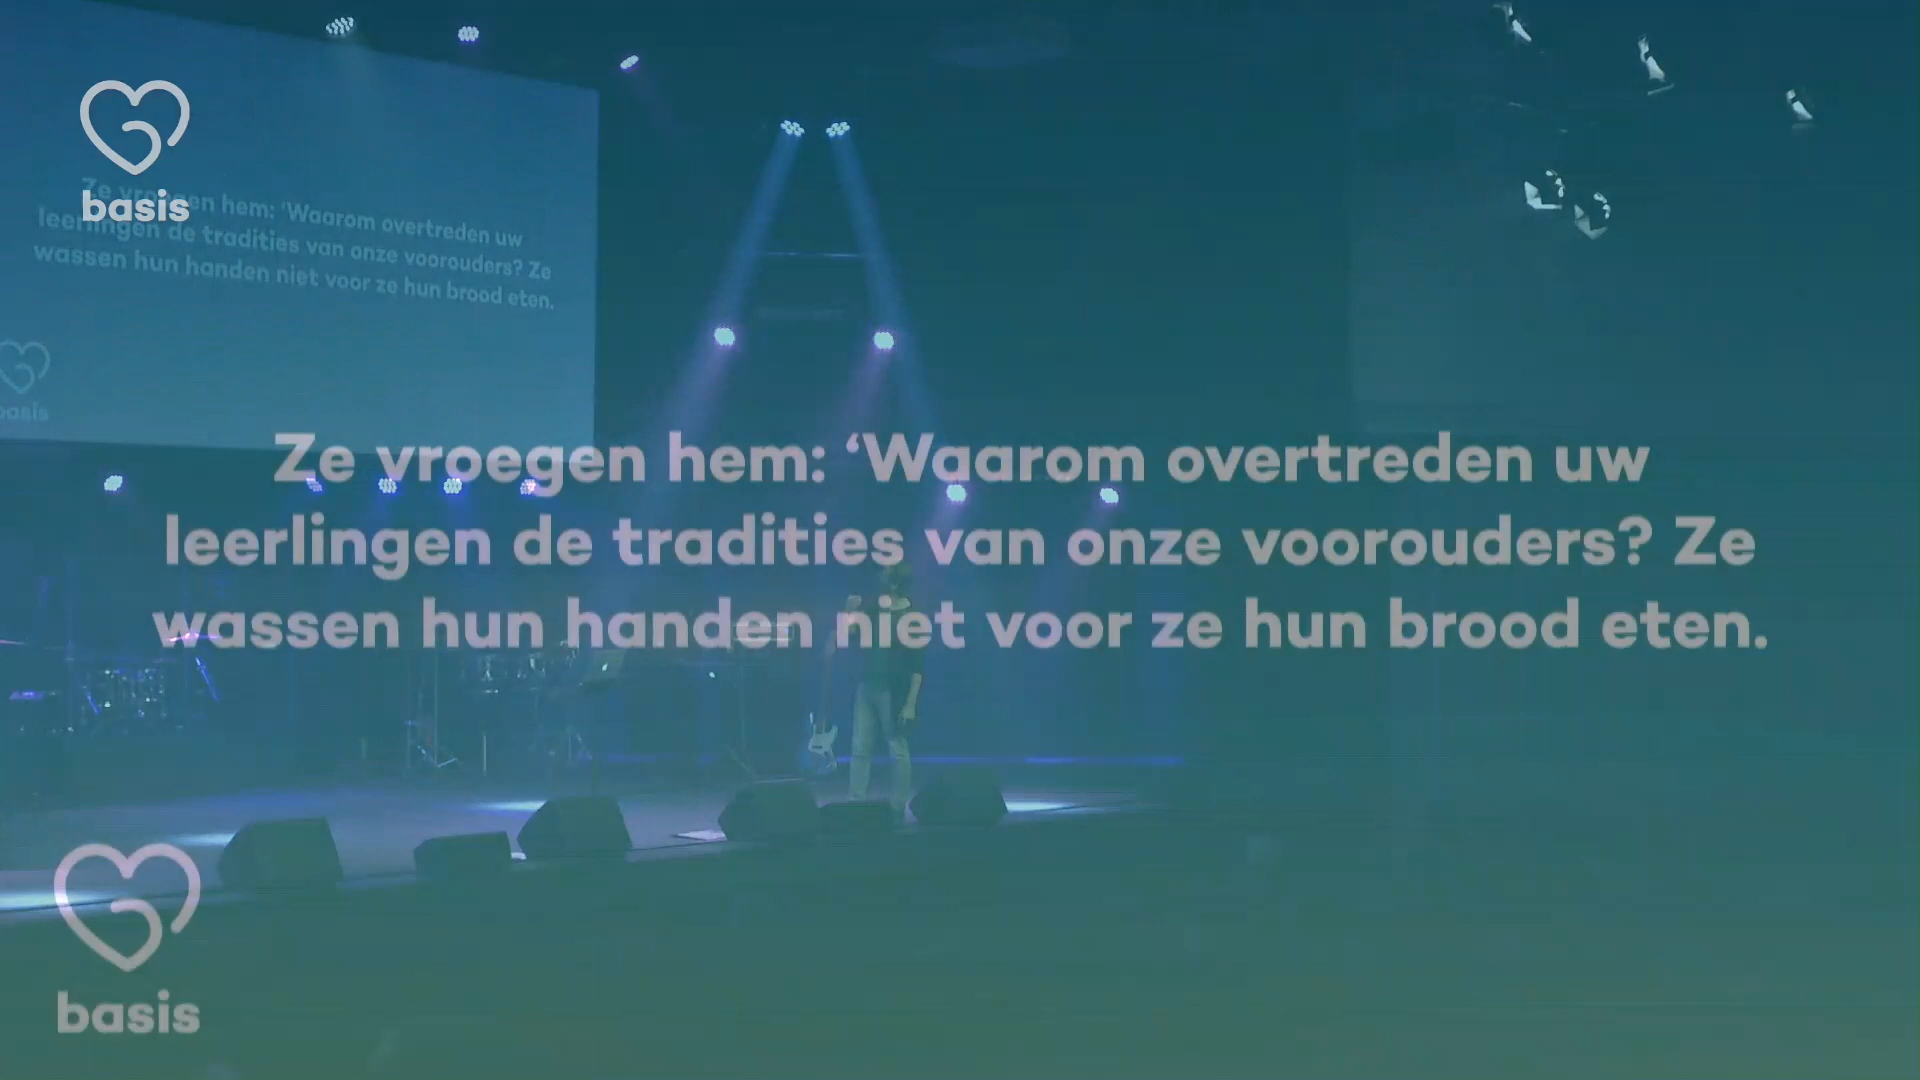 basis
Ze vroegen hem: ‘Waarom overtreden uw
leerlingen de tradities van onze voorouders? Ze
wassen hun handen niet voor ze hun brood eten.
basis
Ze vroegen hem: ‘Waarom overtreden uw
leerlingen de tradities van onze voorouders? Ze
wassen hun handen niet voor ze hun brood eten.
basis